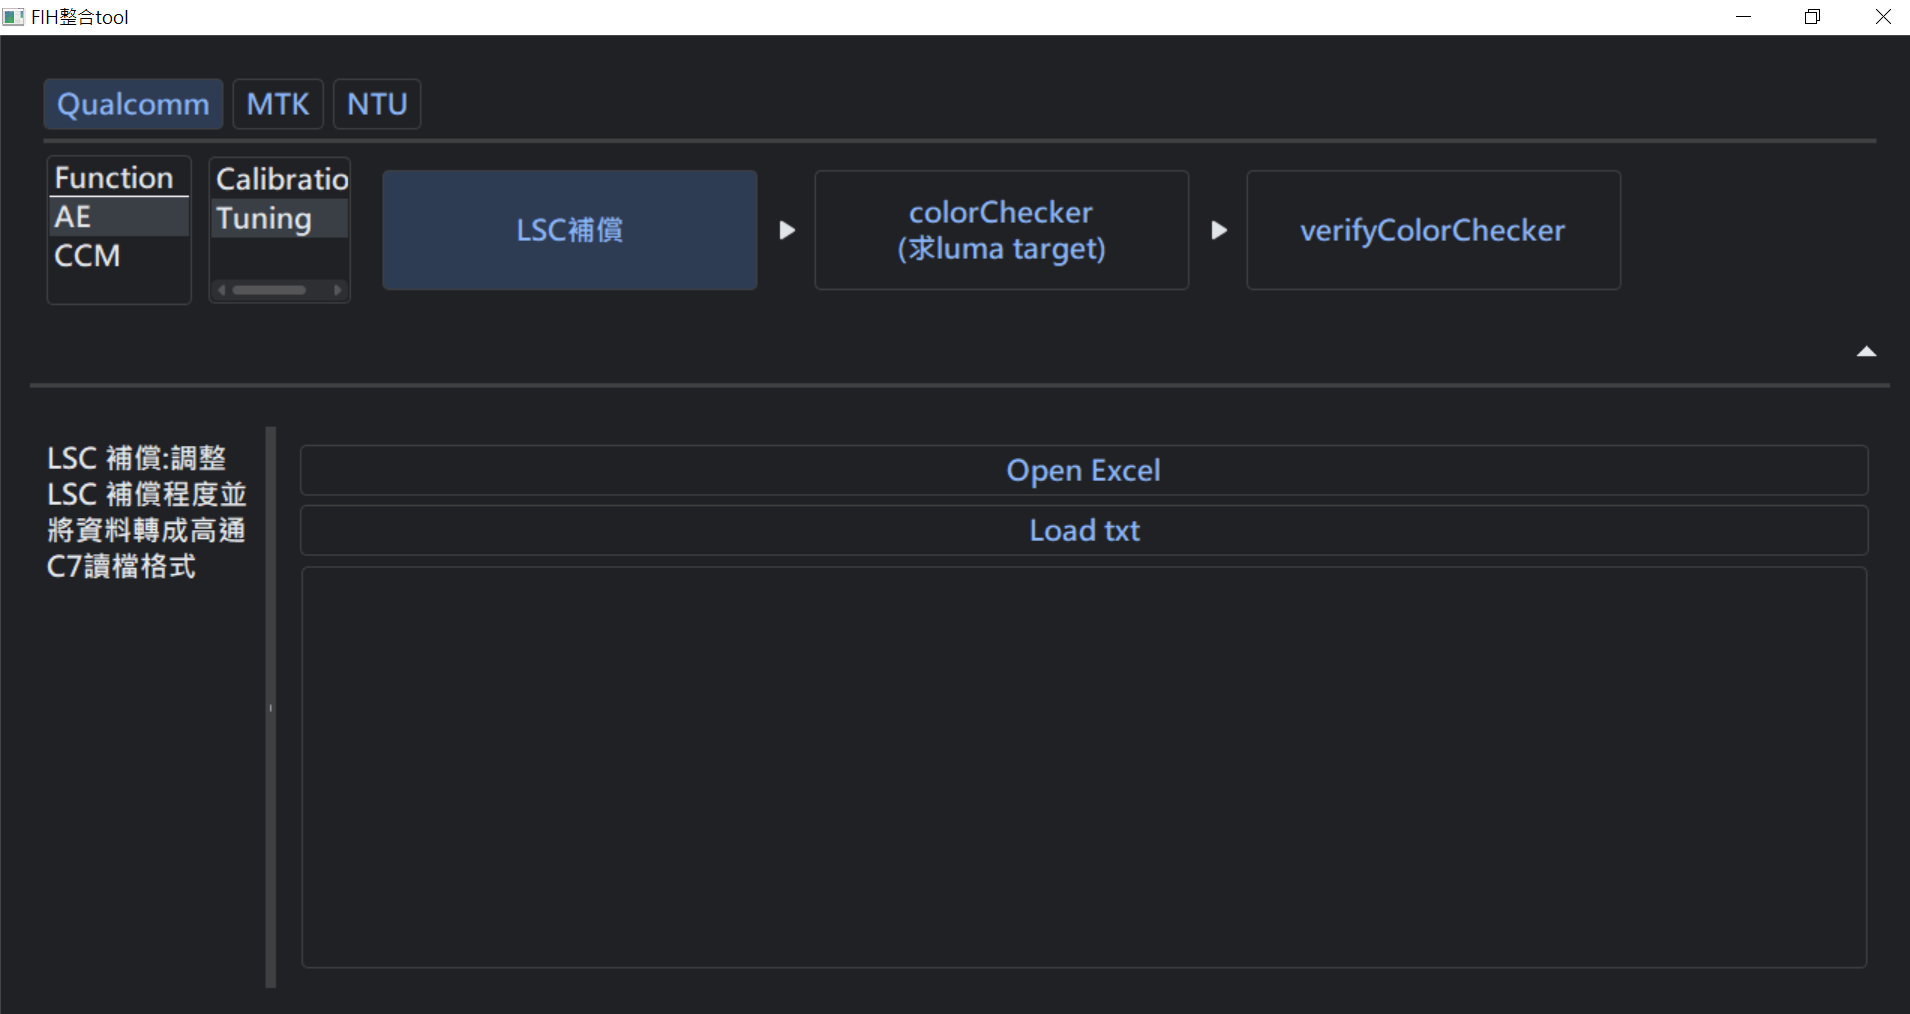 FIH整合tool
Qualcomm MTK NTU
Function
AE
CCM
Calibratio
Tuning
LSC補償
colorChecker
(求luma target)
verifyColorChecker
LSC 補償:調整
LSC 補償程度並
將資料轉成高通
C7讀檔格式
Open Excel
Load txt